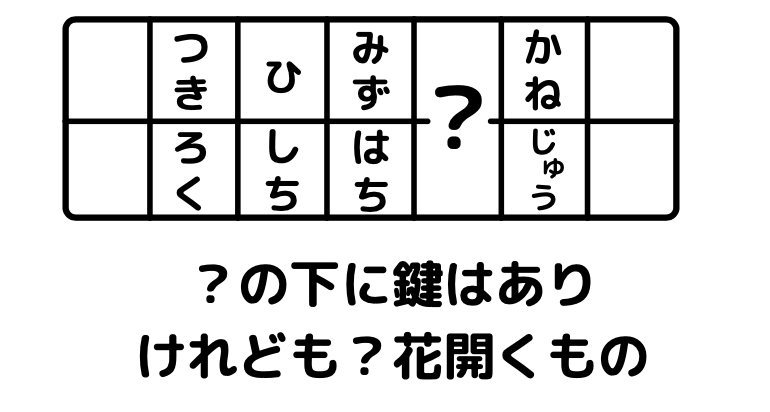 つき ひ みず ? かね
ろく しち はち じゅう
?の下に鍵はあり
けれども?花開くもの